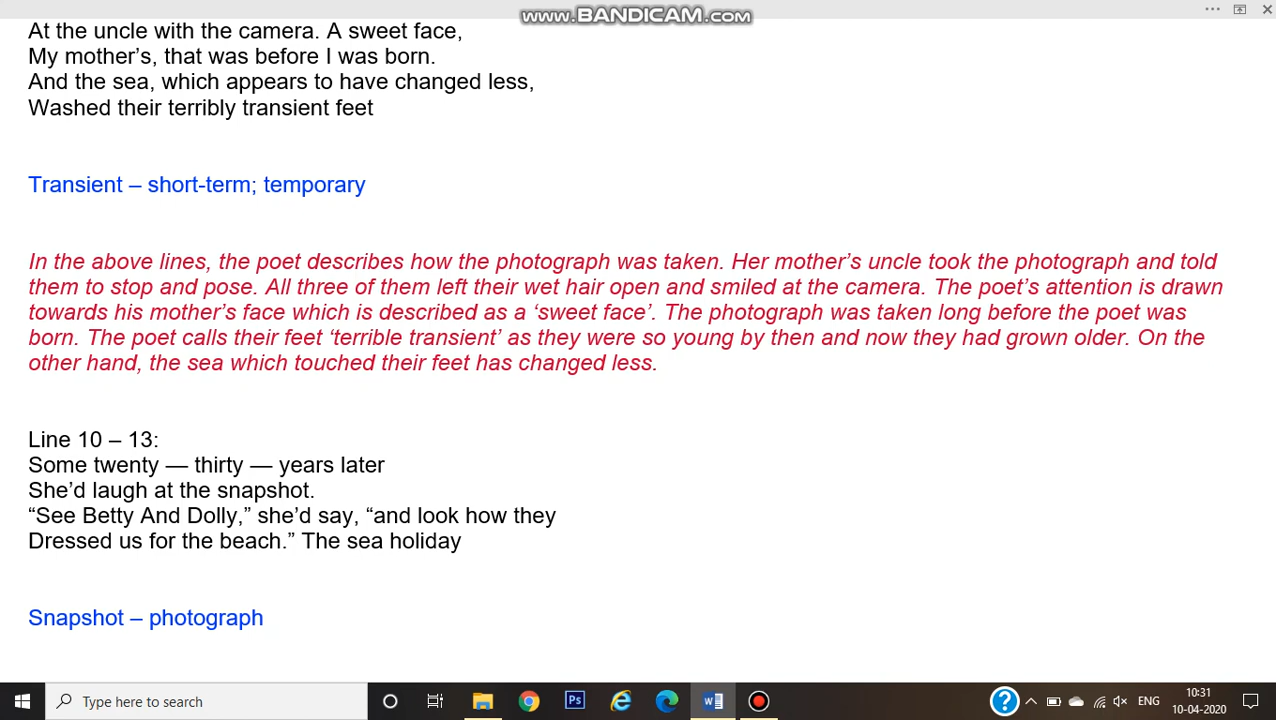 www.BANDICAM.com
At the uncle with the camera. A sweet face,
My mother’s, that was before I was born.
And the sea, which appears to have changed less,
Washed their terribly transient feet
Transient – short-term; temporary
In the above lines, the poet describes how the photograph was taken. Her mother’s uncle took the photograph and told
them to stop and pose. All three of them left their wet hair open and smiled at the camera. The poet’s attention is drawn
towards his mother’s face which is described as a ‘sweet face’. The photograph was taken long before the poet was
born. The poet calls their feet ‘terrible transient’ as they were so young by then and now they had grown older. On the
other hand, the sea which touched their feet has changed less.
Line 10 – 13:
Some twenty — thirty — years later
She’d laugh at the snapshot.
“See Betty And Dolly,” she’d say, “and look how they
Dressed us for the beach.” The sea holiday
Snapshot – photograph
Type here to search
Ps
W
?
ENG
10:31
10-04-2020